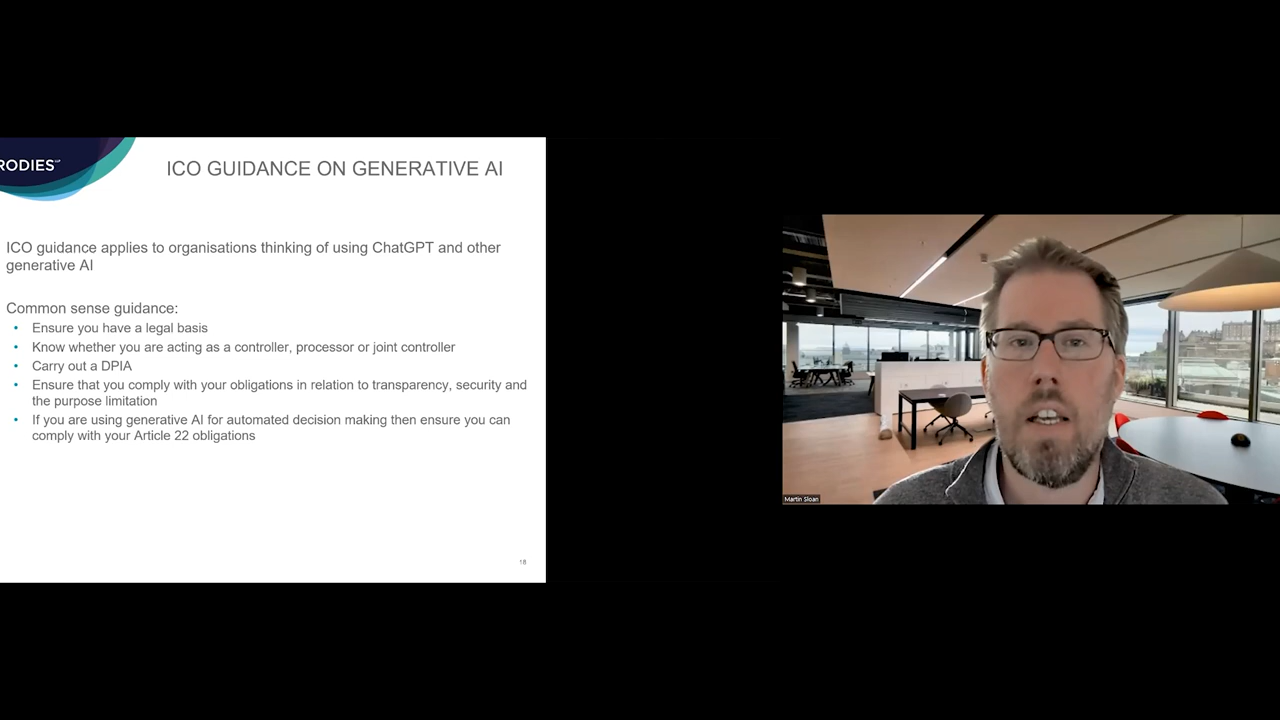 RODIES LLP
ICO GUIDANCE ON GENERATIVE AI
ICO guidance applies to organisations thinking of using ChatGPT and other
generative AI
Common sense guidance:
• Ensure you have a legal basis
• Know whether you are acting as a controller, processor or joint controller
• Carry out a DPIA
• Ensure that you comply with your obligations in relation to transparency, security and
the purpose limitation
• If you are using generative AI for automated decision making then ensure you can
comply with your Article 22 obligations
18
Martin Sloan